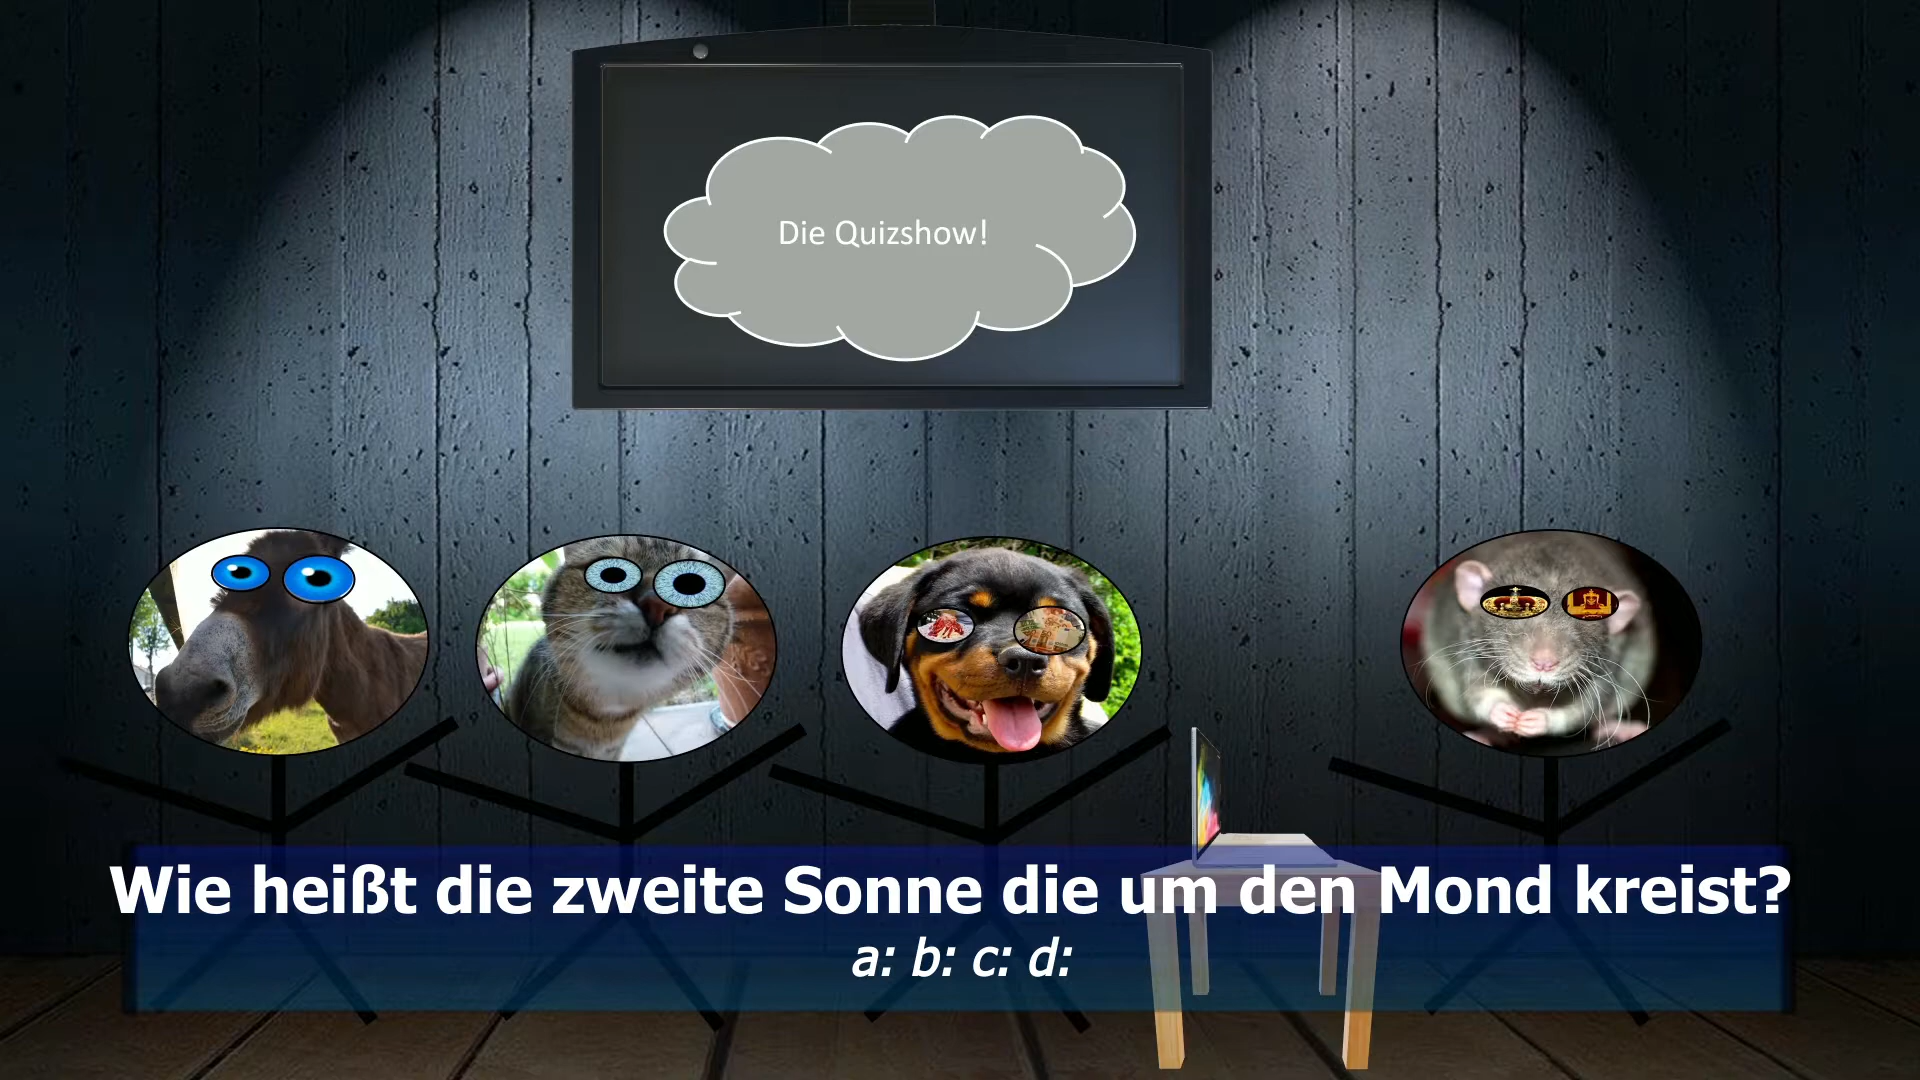 Die Quizshow!
Wie heißt die zweite Sonne die um den Mond kreist?
a: b: c: d: